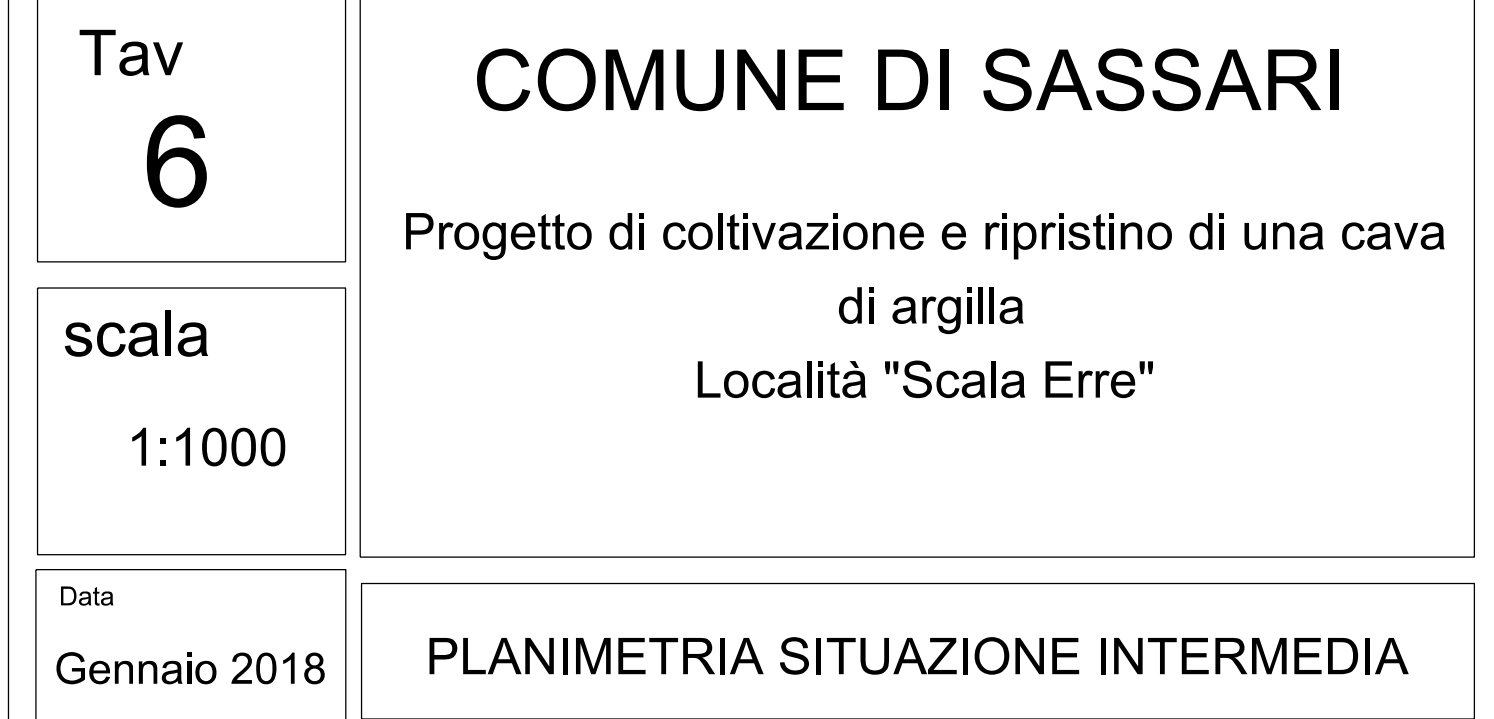 Tav
6
COMUNE DI SASSARI
Progetto di coltivazione e ripristino di una cava
di argilla
Località "Scala Erre"
scala
1:1000
Data
Gennaio 2018
PLANIMETRIA SITUAZIONE INTERMEDIA